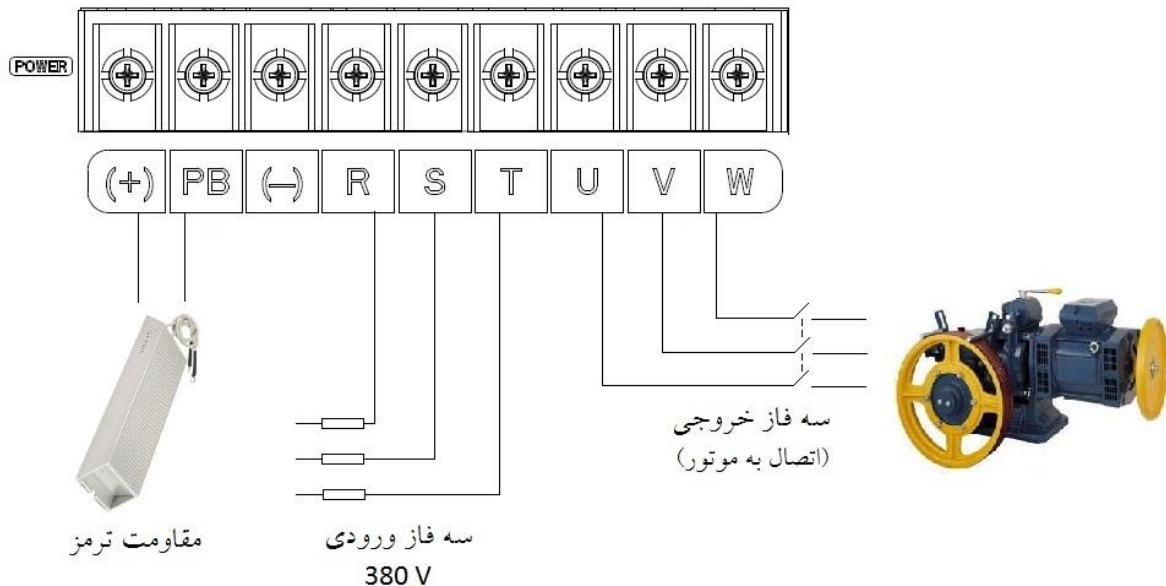 POWER
(+) PB (−) R S T U V W
سه فاز خروجی
(اتصال به موتور)
مقاومت ترمز
سه فاز ورودی
380 V